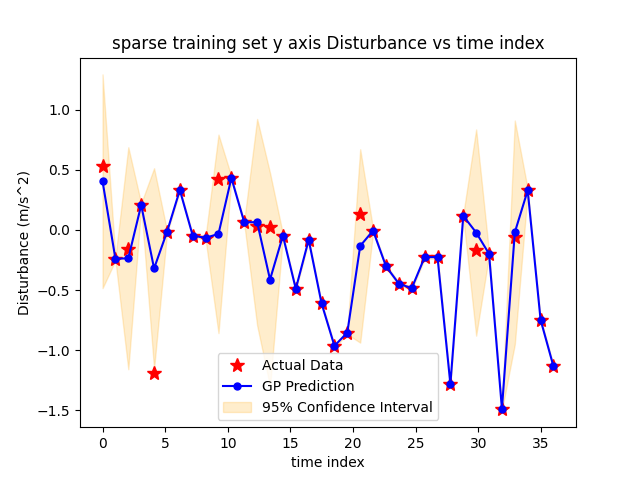 sparse training set y axis Disturbance vs time index
Disturbance (m/s^2)
1.0
0.5
0.0
−0.5
−1.0
−1.5
Actual Data
GP Prediction
95% Confidence Interval
0 5 10 15 20 25 30 35
time index